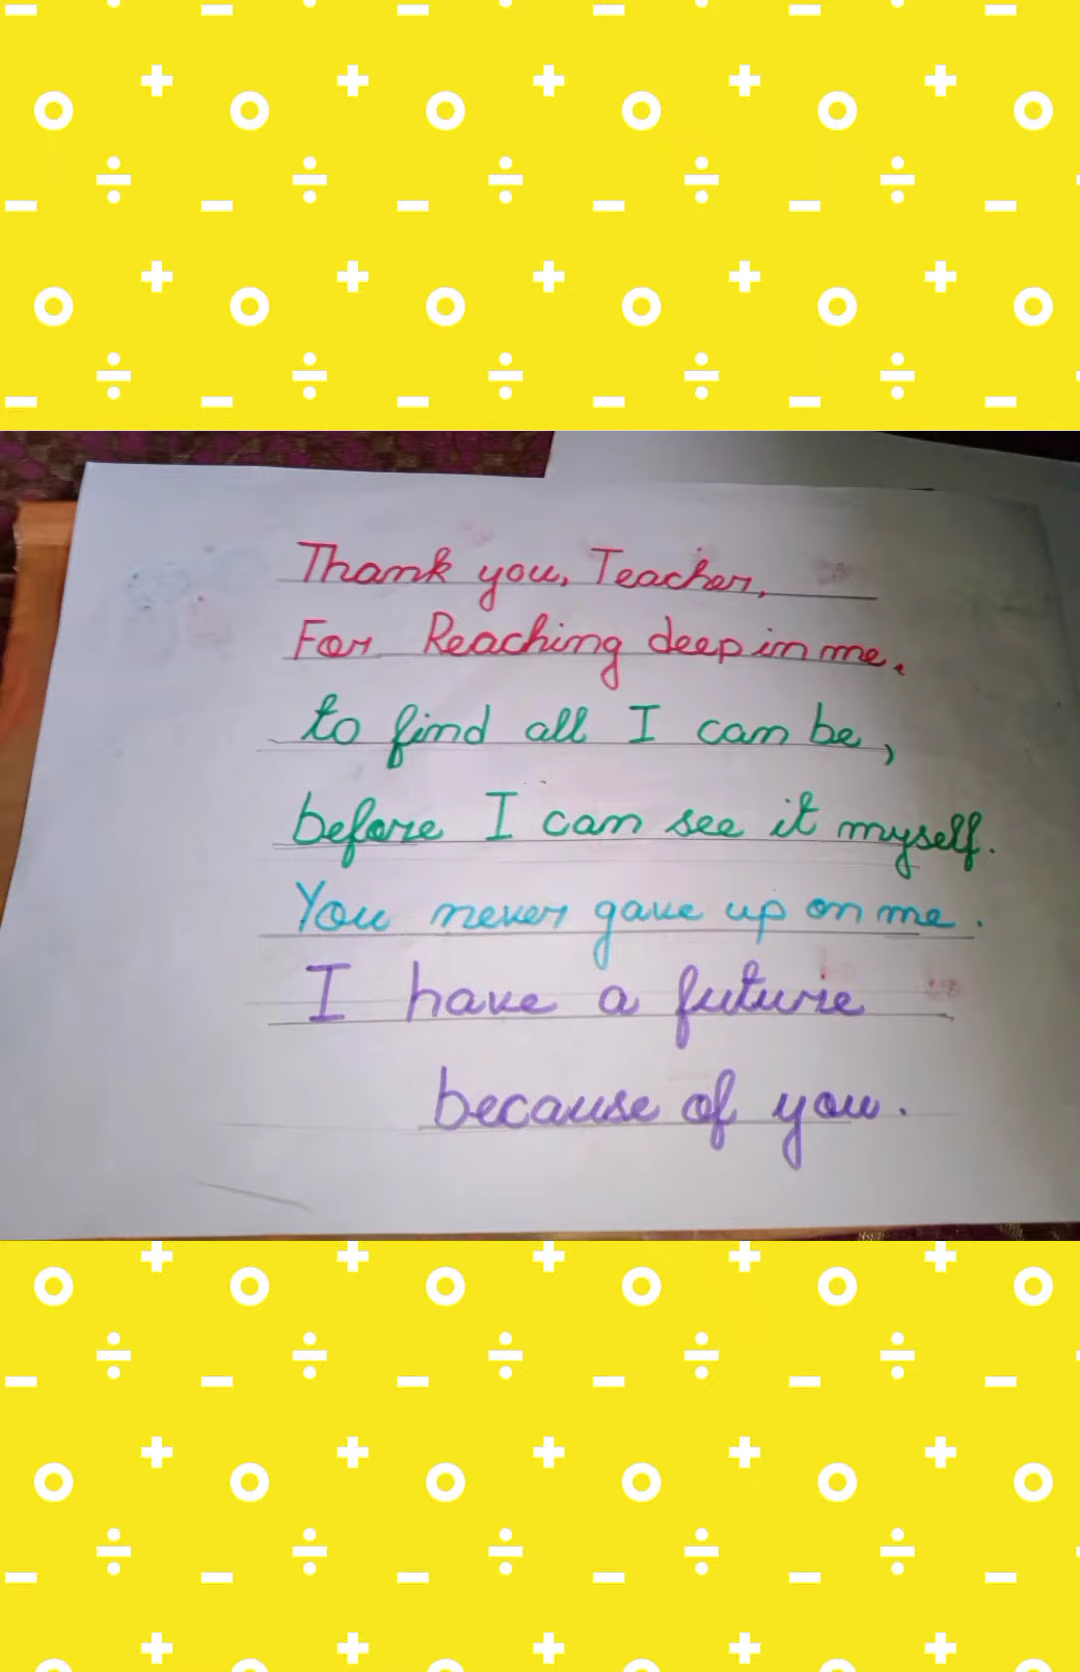 Thank you, Teacher,
For Reaching deep in me.
to find all I can be,
before I can see it myself.
You never gave up on me.
I have a future
because of you.